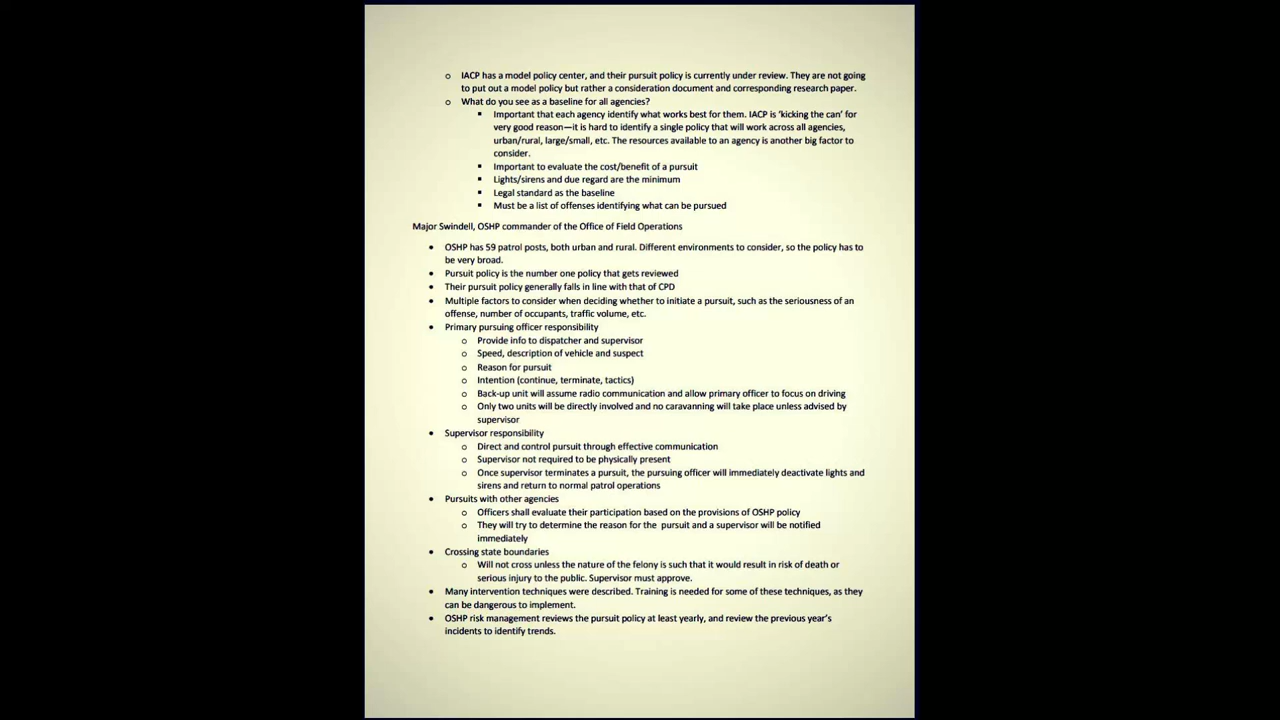 o IACP has a model policy center, and their pursuit policy is currently under review. They are not going
to put out a model policy but rather a consideration document and corresponding research paper.
o What do you see as a baseline for all agencies?
▪ Important that each agency identify what works best for them. IACP is ‘kicking the can’ for
very good reason—it is hard to identify a single policy that will work across all agencies,
urban/rural, large/small, etc. The resources available to an agency is another big factor to
consider.
▪ Important to evaluate the cost/benefit of a pursuit
▪ Lights/sirens and due regard are the minimum
▪ Legal standard as the baseline
▪ Must be a list of offenses identifying what can be pursued
Major Swindell, OSHP commander of the Office of Field Operations
• OSHP has 59 patrol posts, both urban and rural. Different environments to consider, so the policy has to
be very broad.
• Pursuit policy is the number one policy that gets reviewed
• Their pursuit policy generally falls in line with that of CPD
• Multiple factors to consider when deciding whether to initiate a pursuit, such as the seriousness of an
offense, number of occupants, traffic volume, etc.
• Primary pursuing officer responsibility
o Provide info to dispatcher and supervisor
o Speed, description of vehicle and suspect
o Reason for pursuit
o Intention (continue, terminate, tactics)
o Back-up unit will assume radio communication and allow primary officer to focus on driving
o Only two units will be directly involved and no caravanning will take place unless advised by
supervisor
• Supervisor responsibility
o Direct and control pursuit through effective communication
o Supervisor not required to be physically present
o Once supervisor terminates a pursuit, the pursuing officer will immediately deactivate lights and
sirens and return to normal patrol operations
• Pursuits with other agencies
o Officers shall evaluate their participation based on the provisions of OSHP policy
o They will try to determine the reason for the pursuit and a supervisor will be notified
immediately
• Crossing state boundaries
o Will not cross unless the nature of the felony is such that it would result in risk of death or
serious injury to the public. Supervisor must approve.
• Many intervention techniques were described. Training is needed for some of these techniques, as they
can be dangerous to implement.
• OSHP risk management reviews the pursuit policy at least yearly, and review the previous year’s
incidents to identify trends.